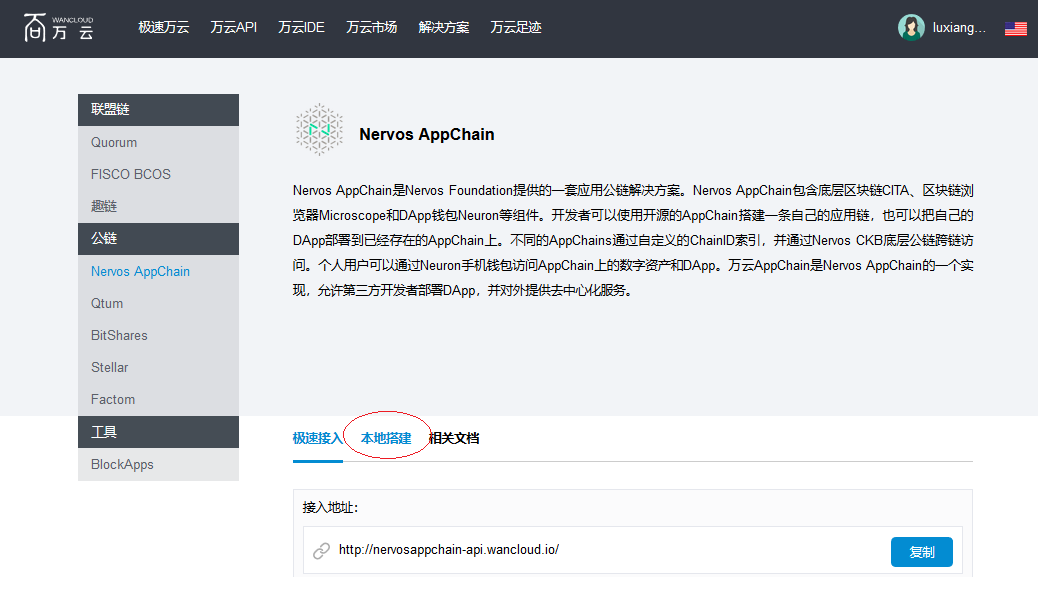 WANCLOUD
万云
极速万云 万云API 万云IDE 万云市场 解决方案 万云足迹
luxiang...
联盟链
Quorum
FISCO BCOS
趣链
公链
Nervos AppChain
Qtum
BitShares
Stellar
Factom
工具
BlockApps
Nervos AppChain
Nervos AppChain是Nervos Foundation提供的一套应用公链解决方案。Nervos AppChain包含底层区块链CITA、区块链浏
览器Microscope和DApp钱包Neuron等组件。开发者可以使用开源的AppChain搭建一条自己的应用链，也可以把自己的
DApp部署到已经存在的AppChain上。不同的AppChains通过自定义的ChainID索引，并通过Nervos CKB底层公链跨链访
问。个人用户可以通过Neuron手机钱包访问AppChain上的数字资产和DApp。万云AppChain是Nervos AppChain的一个实
现，允许第三方开发者部署DApp，并对外提供去中心化服务。
极速接入 本地搭建 相关文档
接入地址:
http://nervosappchain-api.wancloud.io/
复制